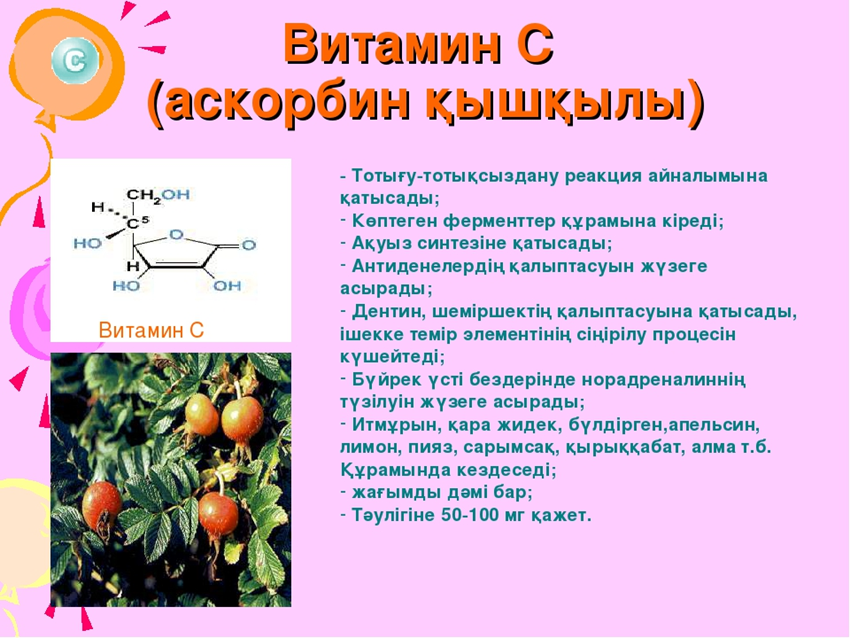 С
Витамин С
(аскорбин қышқылы)
CH₂OH
H
C⁵
HO
O
O
H
HO
OH
Витамин С
- Тотығу-тотықсыздану реакция айналымына
қатысады;
- Көптеген ферменттер құрамына кіреді;
- Ақуыз синтезіне қатысады;
- Антиденелердің қалыптасуын жүзеге
асырады;
- Дентин, шеміршектің қалыптасуына қатысады,
ішекке темір элементінің сіңірілу процесін
күшейтеді;
- Бүйрек үсті бездерінде норадреналиннің
түзілуін жүзеге асырады;
- Итмұрын, қара жидек, бүлдірген,апельсин,
лимон, пияз, сарымсақ, қырыққабат, алма т.б.
Құрамында кездеседі;
- жағымды дәмі бар;
- Тәулігіне 50-100 мг қажет.